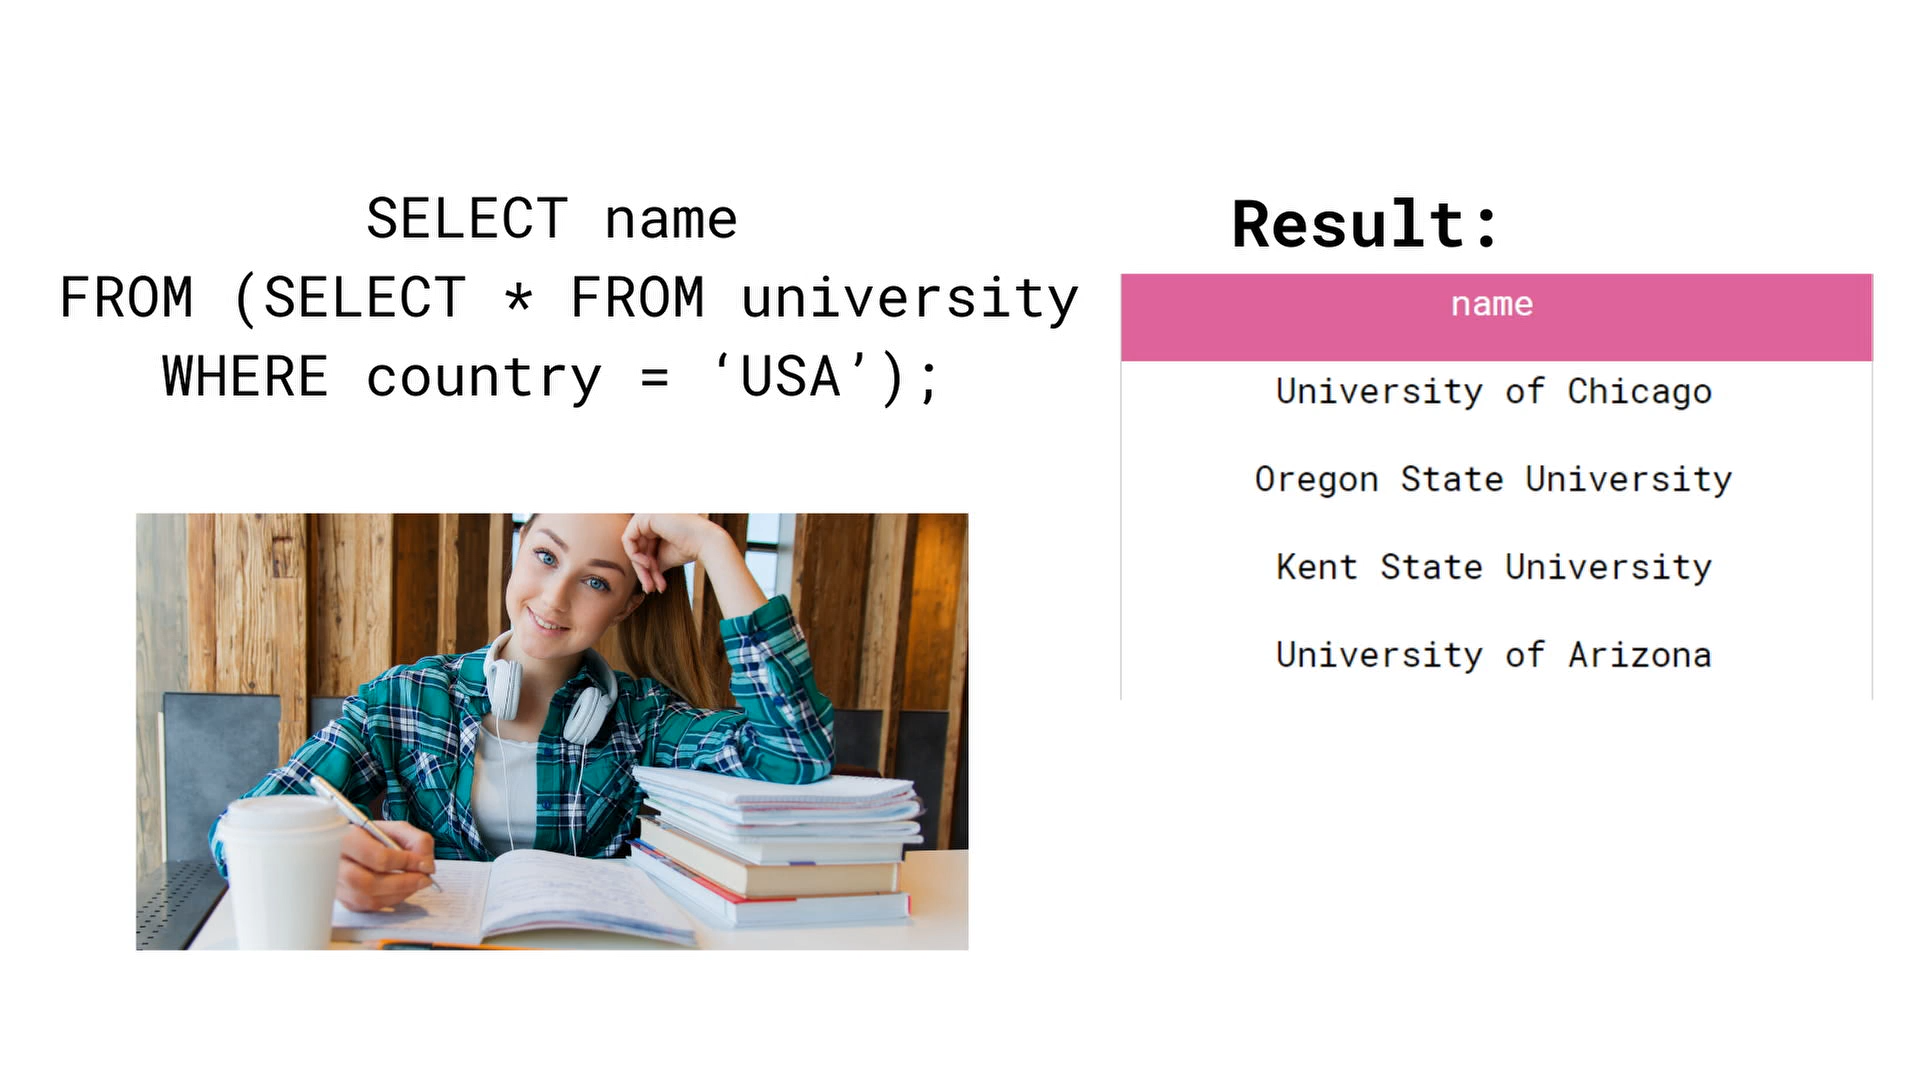 SELECT name
FROM (SELECT * FROM university
WHERE country = ‘USA’);
Result:
name
University of Chicago
Oregon State University
Kent State University
University of Arizona